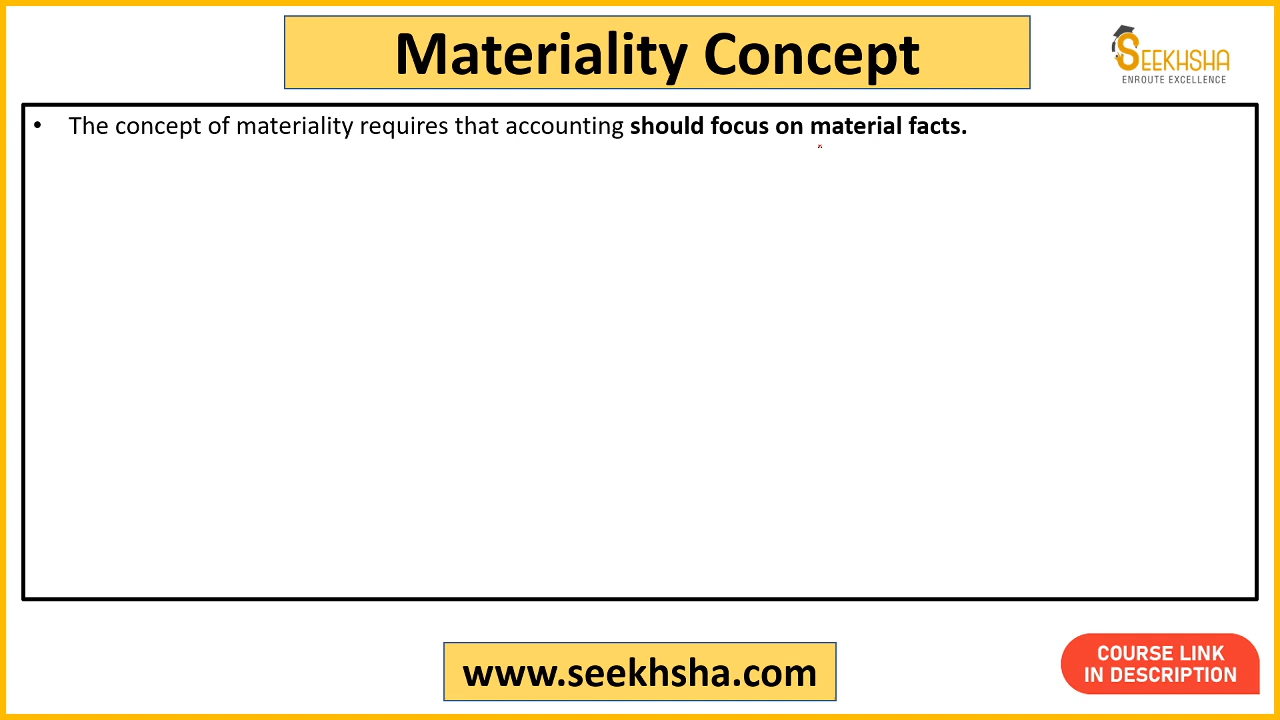 Materiality Concept
SEEKHSHA
ENROUTE EXCELLENCE
• The concept of materiality requires that accounting should focus on material facts.
www.seekhsha.com
COURSE LINK
IN DESCRIPTION